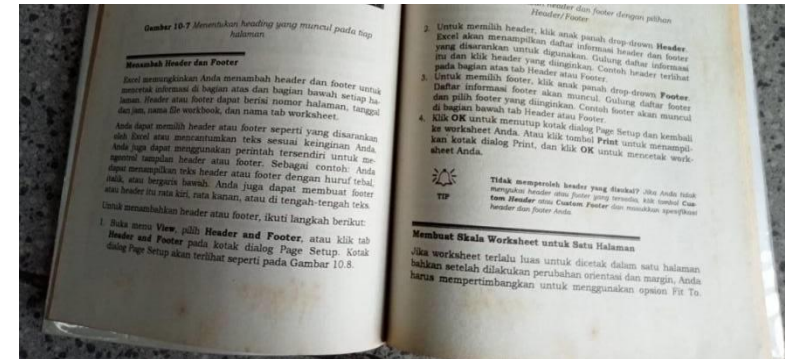 Gambar 10-7 Menentukan heading yang muncul pada tiap
halaman.
Menambah Header dan Footer
Excel memungkinkan Anda menambah header dan footer untuk
mencetak informasi di bagian atas dan bagian bawah setiap ha-
laman. Header atau footer dapat berisi nomor halaman, tanggal
dan jam, nama file workbook, dan nama tab worksheet.
Anda dapat memilih header atau footer seperti yang disarankan
oleh Excel atau mencantumkan teks sesuai keinginan Anda.
Anda juga dapat menggunakan perintah tersendiri untuk me-
ngontrol tampilan header atau footer. Sebagai contoh: Anda
dapat menampilkan teks header atau footer dengan huruf tebal,
italik, atau bergaris bawah. Anda juga dapat membuat footer
atau header itu rata kiri, rata kanan, atau di tengah-tengah teks.
Untuk menambahkan header atau footer, ikuti langkah berikut:
1. Buka menu View, pilih Header and Footer, atau klik tab
Header and Footer pada kotak dialog Page Setup. Kotak
dialog Page Setup akan terlihat seperti pada Gambar 10.8.
header dan footer dengan pilihan
Header/Footer
2. Untuk memilih header, klik anak panah drop-drown Header.
Excel akan menampilkan daftar informasi header dan footer
yang disarankan untuk digunakan. Gulung daftar informasi
itu dan klik header yang diinginkan. Contoh header terlihat
pada bagian atas tab Header atau Footer.
3. Untuk memilih footer, klik anak panah drop-drown Footer.
Daftar informasi footer akan muncul. Gulung daftar footer
dan pilih footer yang diinginkan. Contoh footer akan muncul
di bagian bawah tab Header atau Footer.
4. Klik OK untuk menutup kotak dialog Page Setup dan kembali
ke worksheet Anda. Atau klik tombol Print untuk menampil-
kan kotak dialog Print, dan klik OK untuk mencetak work-
sheet Anda.
TIP
Tidak memperoleh header yang disukai? Jika Anda tidak
menyukai header atau footer yang tersedia, klik tombol Cus-
tom Header atau Custom Footer dan masukkan spesifikasi
header dan footer Anda.
Membuat Skala Worksheet untuk Satu Halaman
Jika worksheet terlalu luas untuk dicetak dalam satu halaman
bahkan setelah dilakukan perubahan orientasi dan margin, Anda
harus mempertimbangkan untuk menggunakan opsion Fit To.